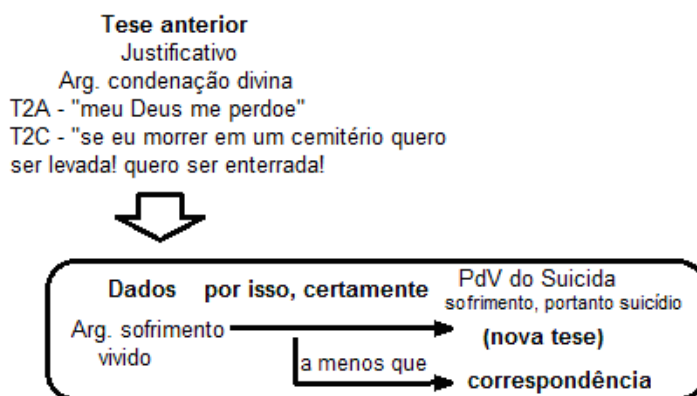 Tese anterior
Justificativo
Arg. condenação divina
T2A - "meu Deus me perdoe"
T2C - "se eu morrer em um cemitério quero
ser levada! quero ser enterrada!
Dados por isso, certamente PdV do Suicida
sofrimento, portanto suicídio
Arg. sofrimento
vivido
(nova tese)
a menos que
correspondência